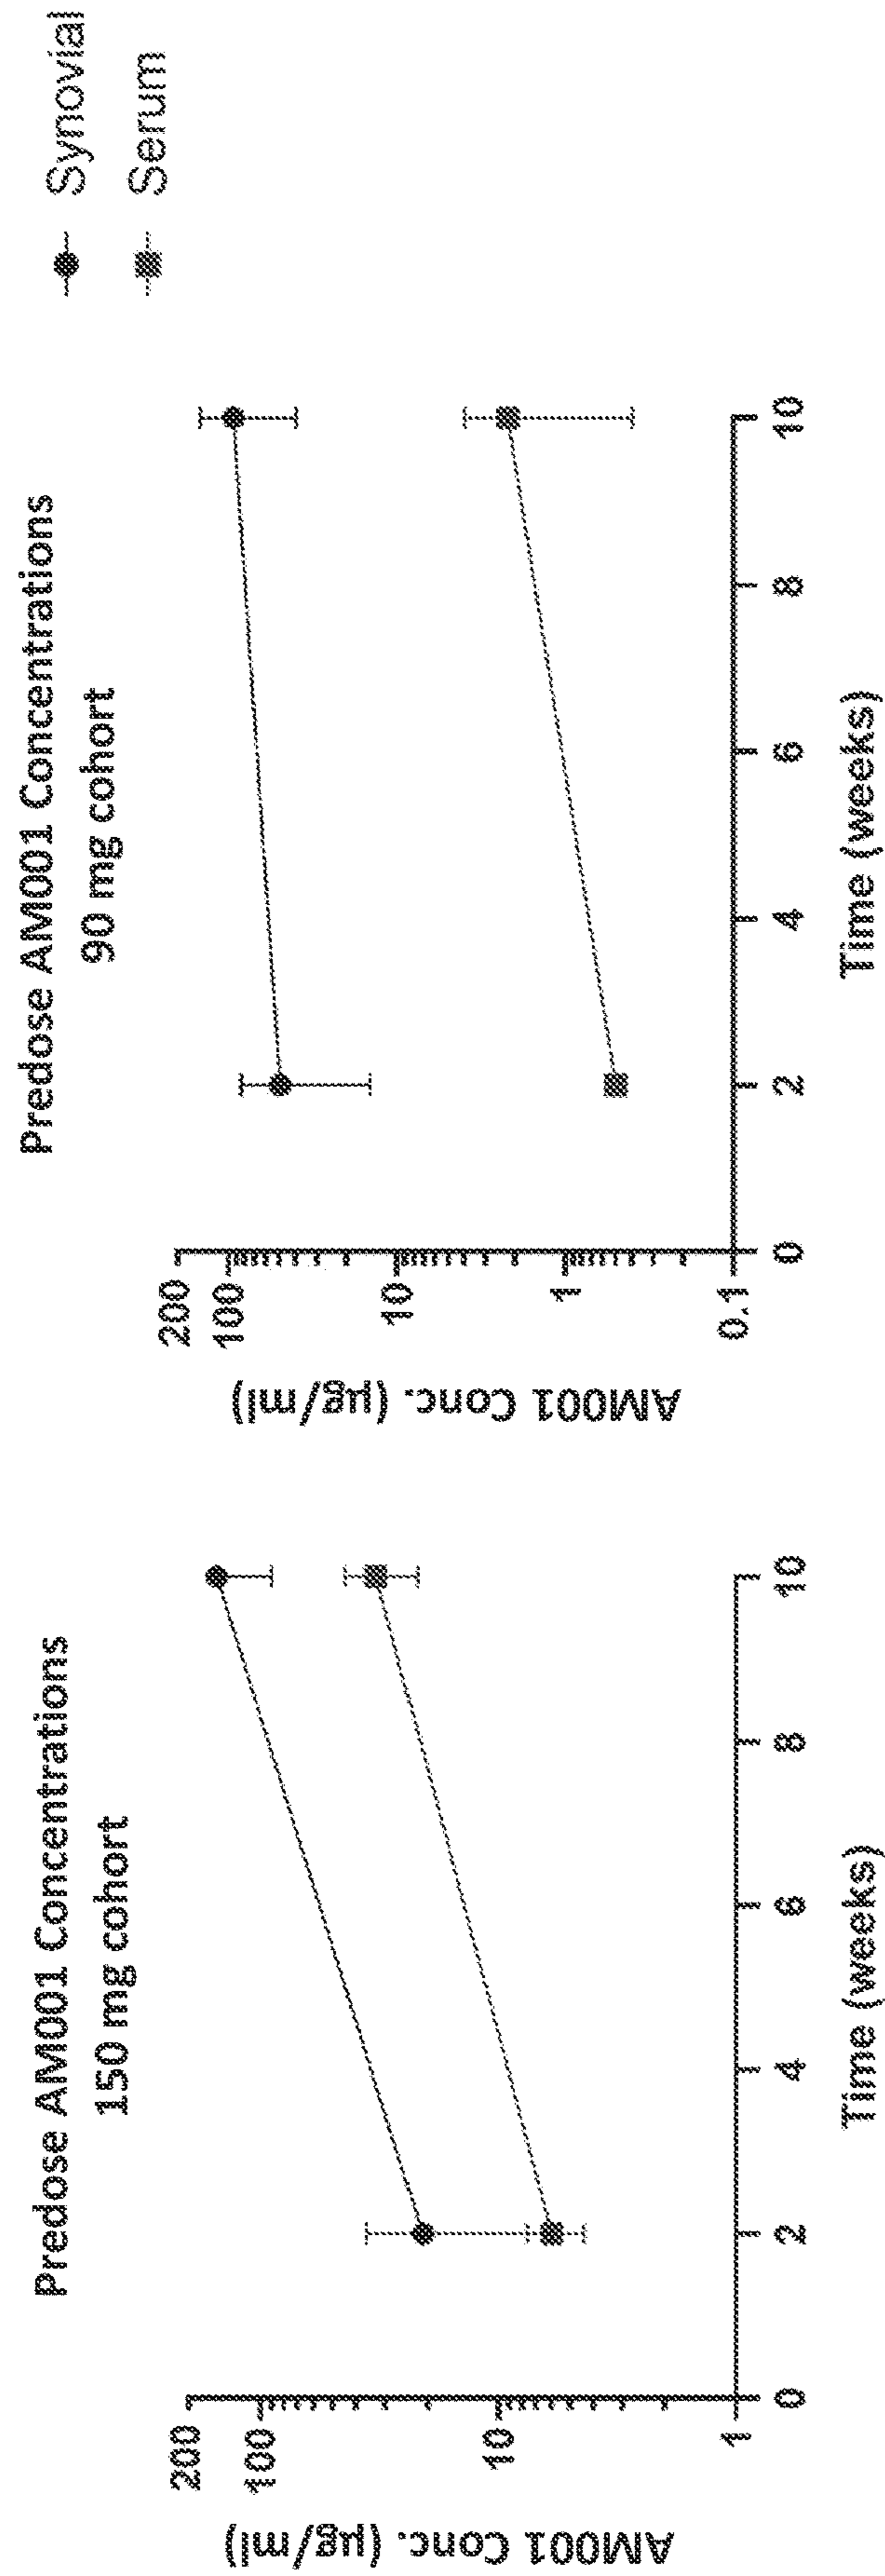 Predose AM001 Concentrations
150 mg cohort
AM001 Conc. (μg/ml)
200
100
10
1
0
2
4
6
8
10
Time (weeks)
Predose AM001 Concentrations
90 mg cohort
AM001 Conc. (μg/ml)
200
100
10
1
0.1
0
2
4
6
8
10
Time (weeks)
Synovial
Serum